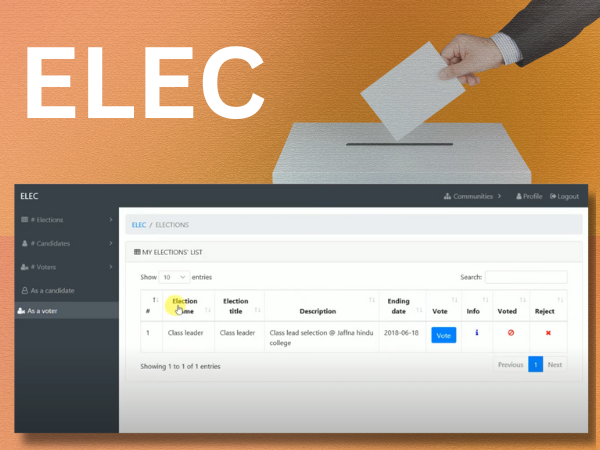 ELEC
ELEC
Communities
Profile
Logout
# Elections
# Candidates
# Voters
As a candidate
As a voter
ELEC / ELECTIONS
MY ELECTIONS' LIST
Show 10 entries
Search:
#
Election name
Election title
Description
Ending date
Vote
Info
Voted
Reject
1
Class leader
Class leader
Class lead selection @ Jaffna hindu
college
2018-06-18
Vote
Showing 1 to 1 of 1 entries
Previous 1 Next